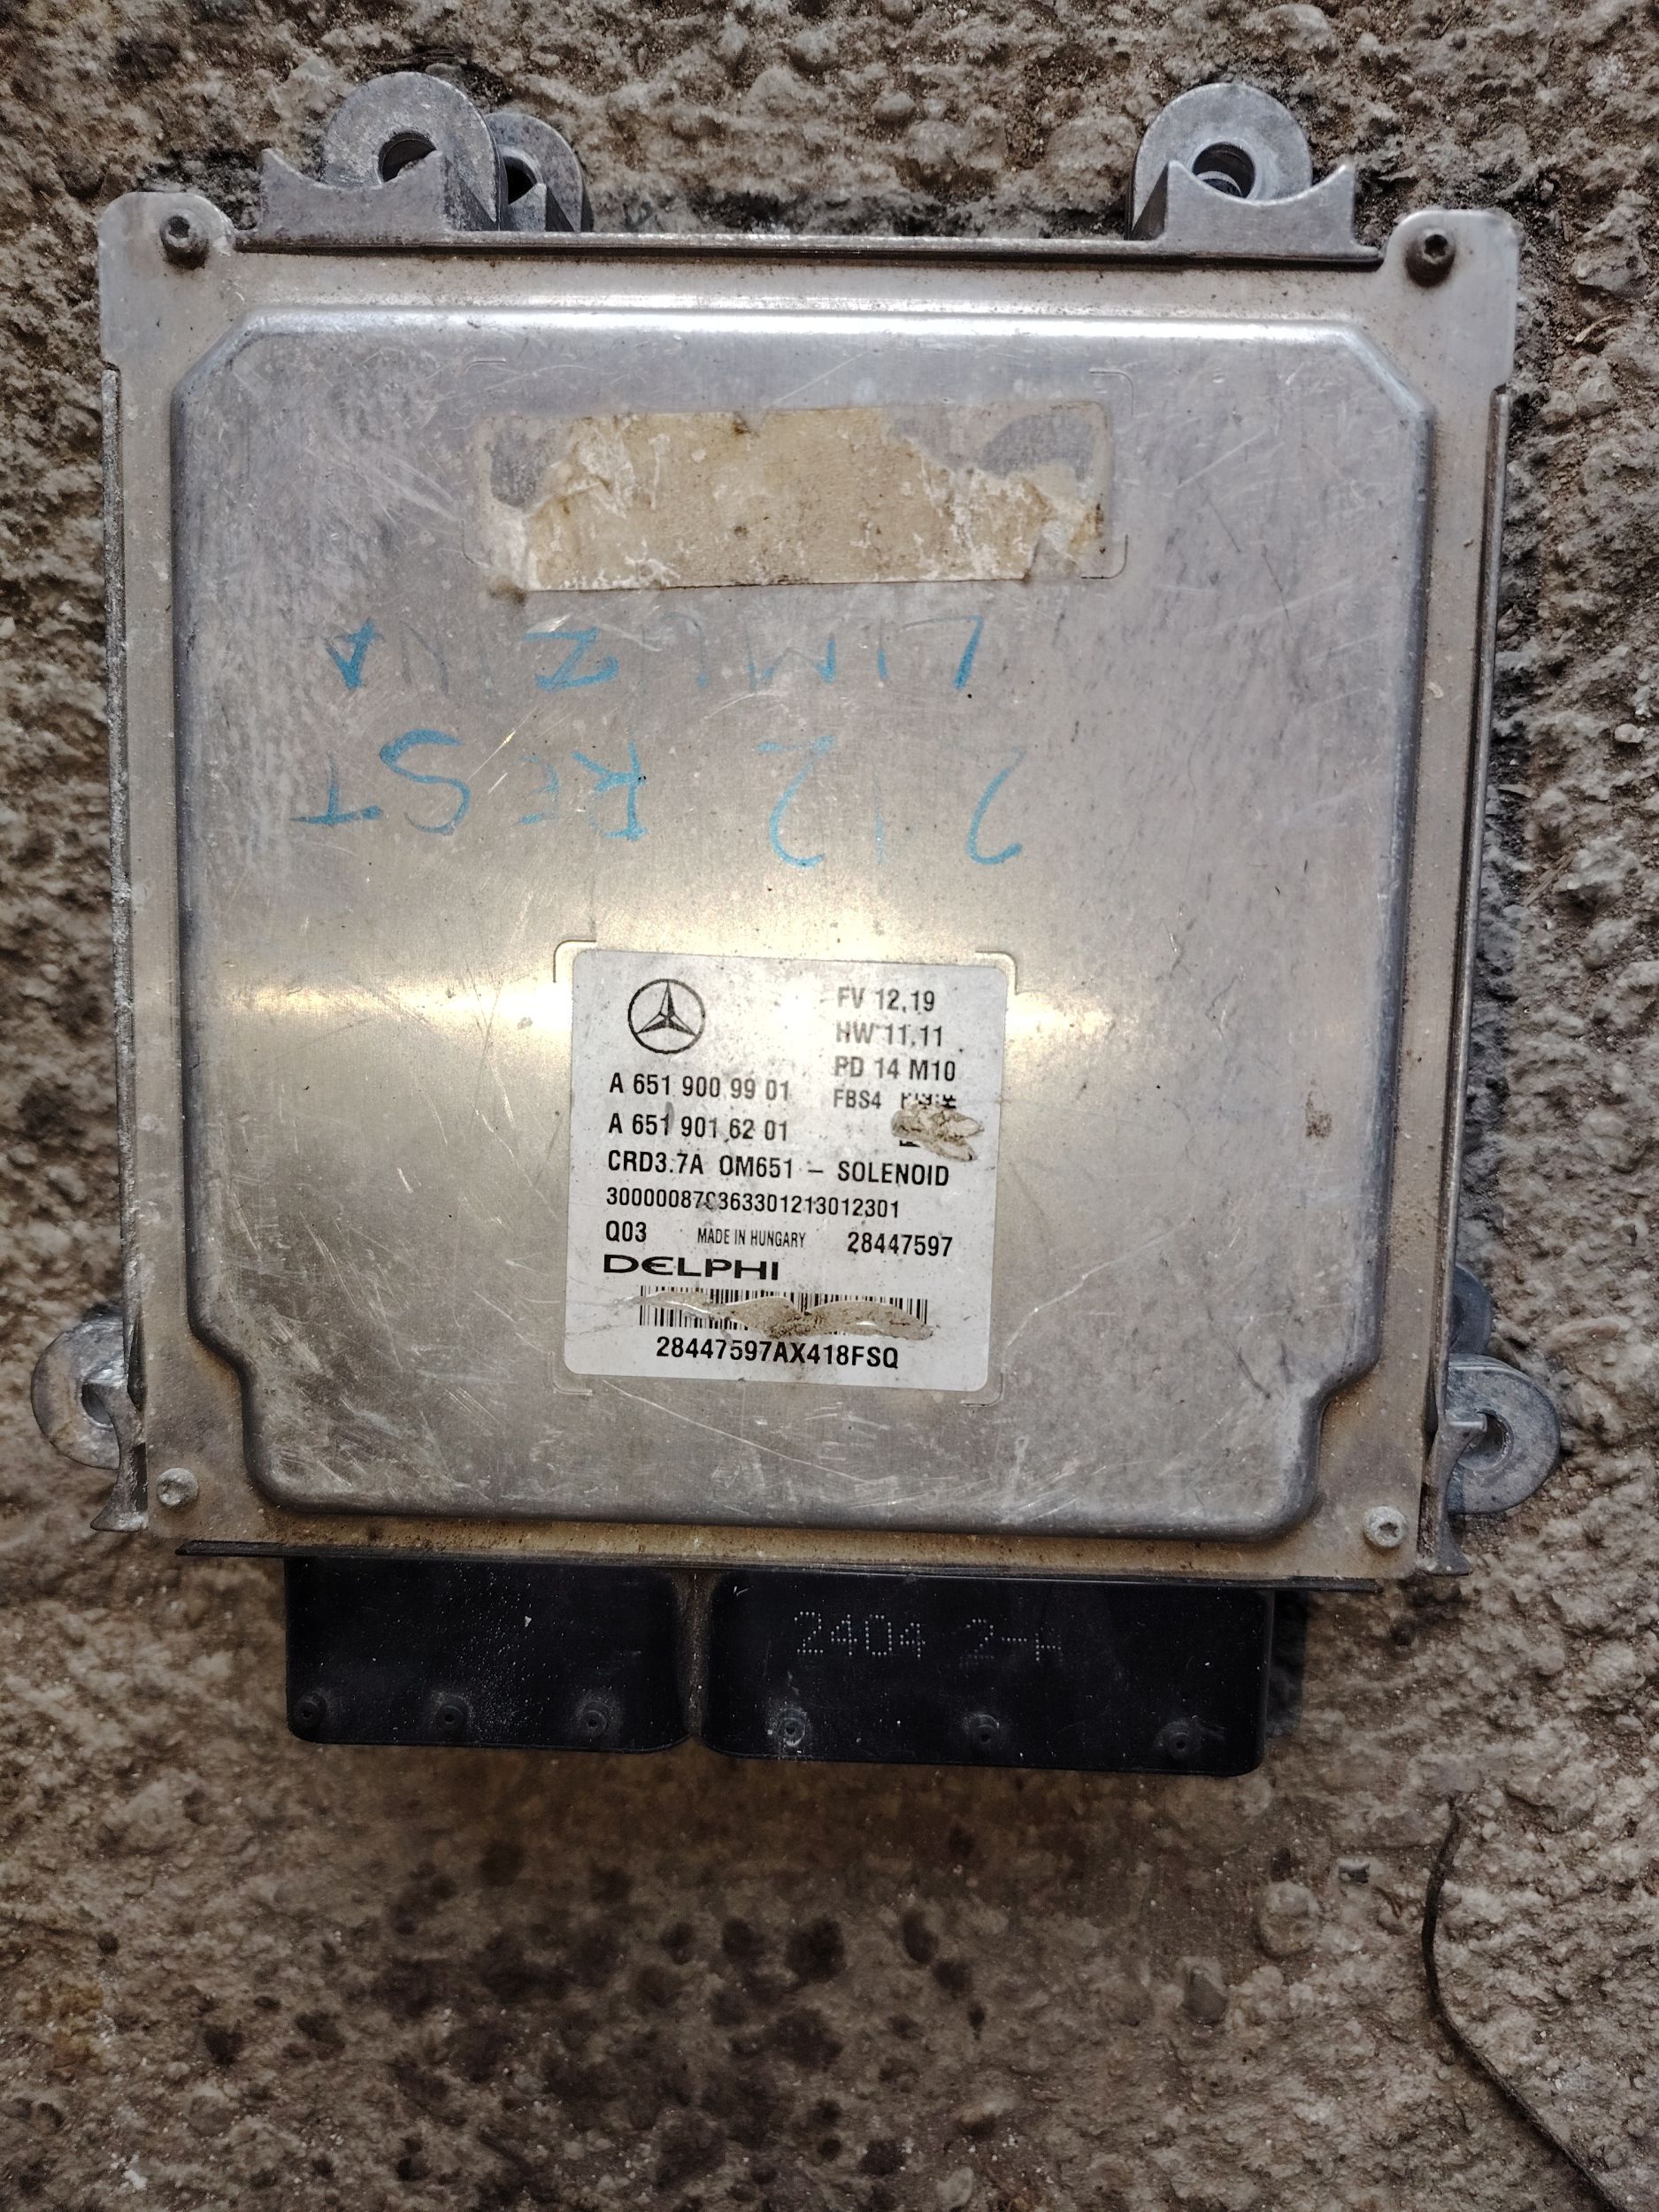 LIMUZINA
212 REST
FV 12.19
HW 11.11
PD 14 M10
FBS4
A 651 900 99 01
A 651 901 62 01
CRD3.7A OM651 – SOLENOID
Q03 MADE IN HUNGARY 28447597
DELPHI
28447597AX418FSQ
2404 2-A